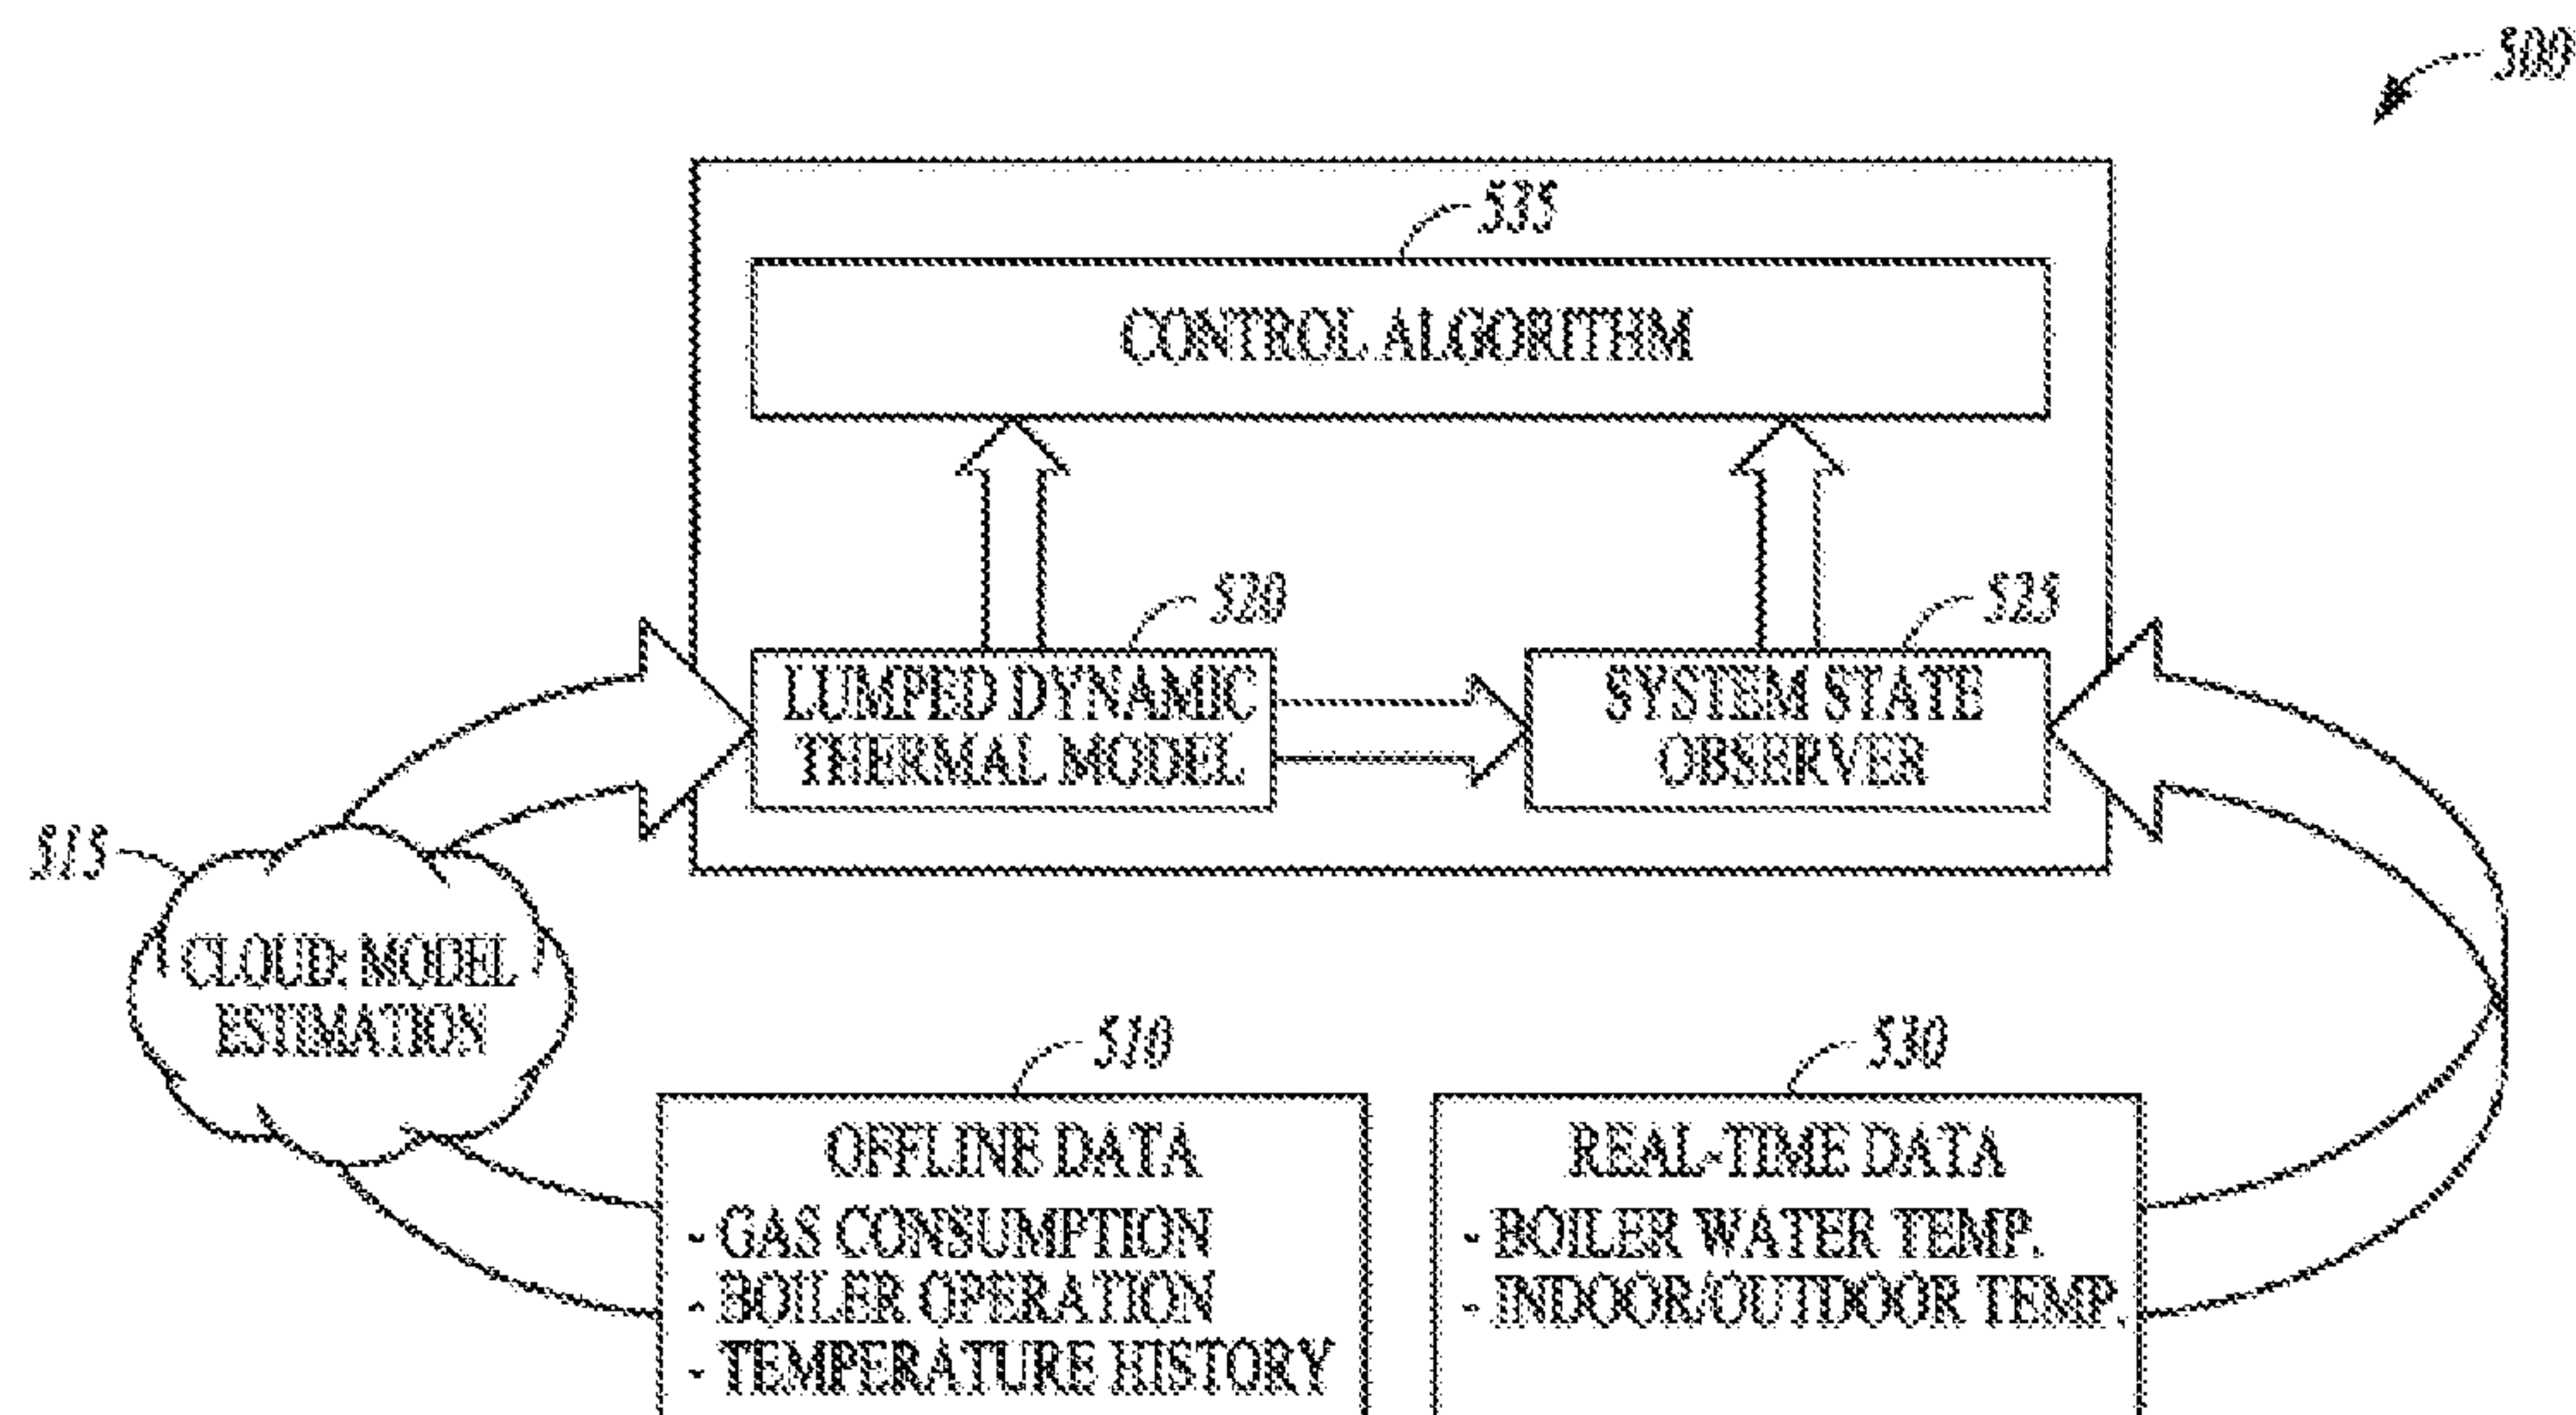 500
535
CONTROL ALGORITHM
520
525
LUMPED DYNAMIC
THERMAL MODEL
SYSTEM STATE
OBSERVER
515
CLOUD: MODEL
ESTIMATION
510
530
OFFLINE DATA
- GAS CONSUMPTION
- BOILER OPERATION
- TEMPERATURE HISTORY
REAL-TIME DATA
- BOILER WATER TEMP.
- INDOOR/OUTDOOR TEMP.